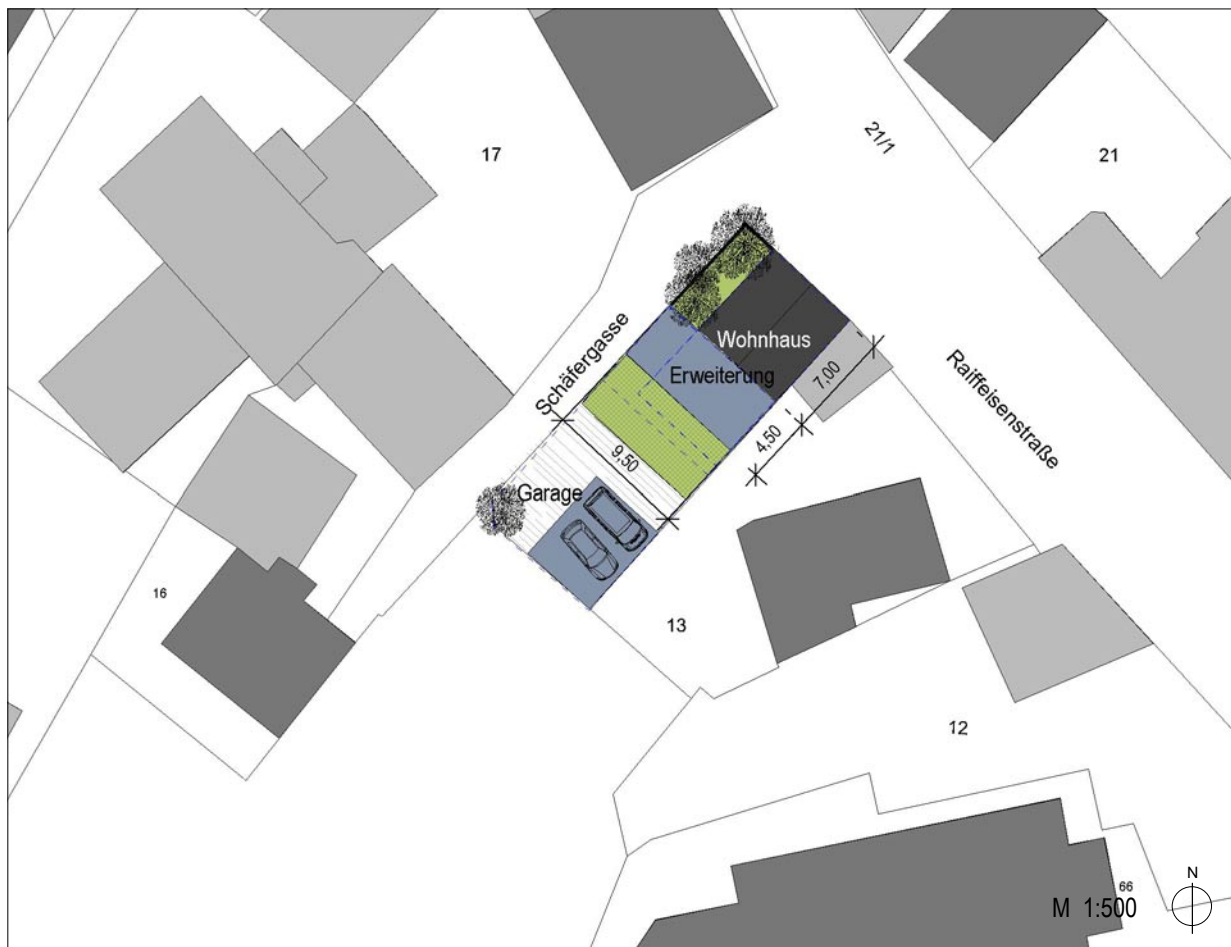 21/1
17
21
Schäfergasse
Wohnhaus
Erweiterung
7,00
Raiffeisenstraße
4,50
9,50
Garage
16
13
12
66
N
M 1:500